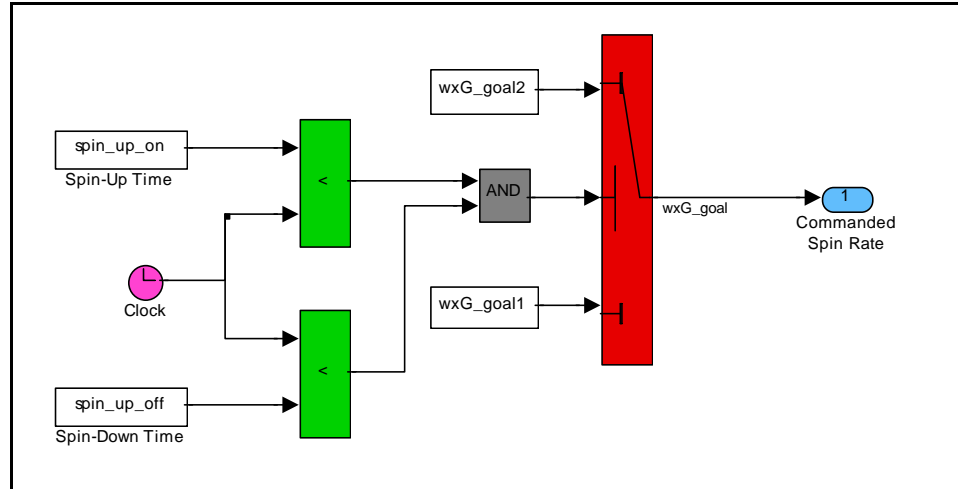 wxG_goal2
spin_up_on
Spin-Up Time
<
AND
wxG_goal
1
Commanded
Spin Rate
Clock
wxG_goal1
<
spin_up_off
Spin-Down Time